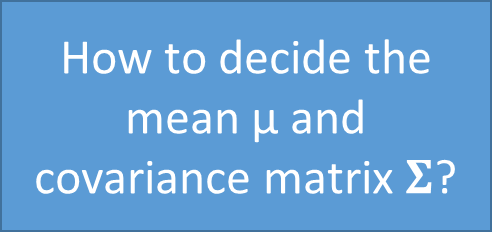 How to decide the
mean μ and
covariance matrix 𝚺?